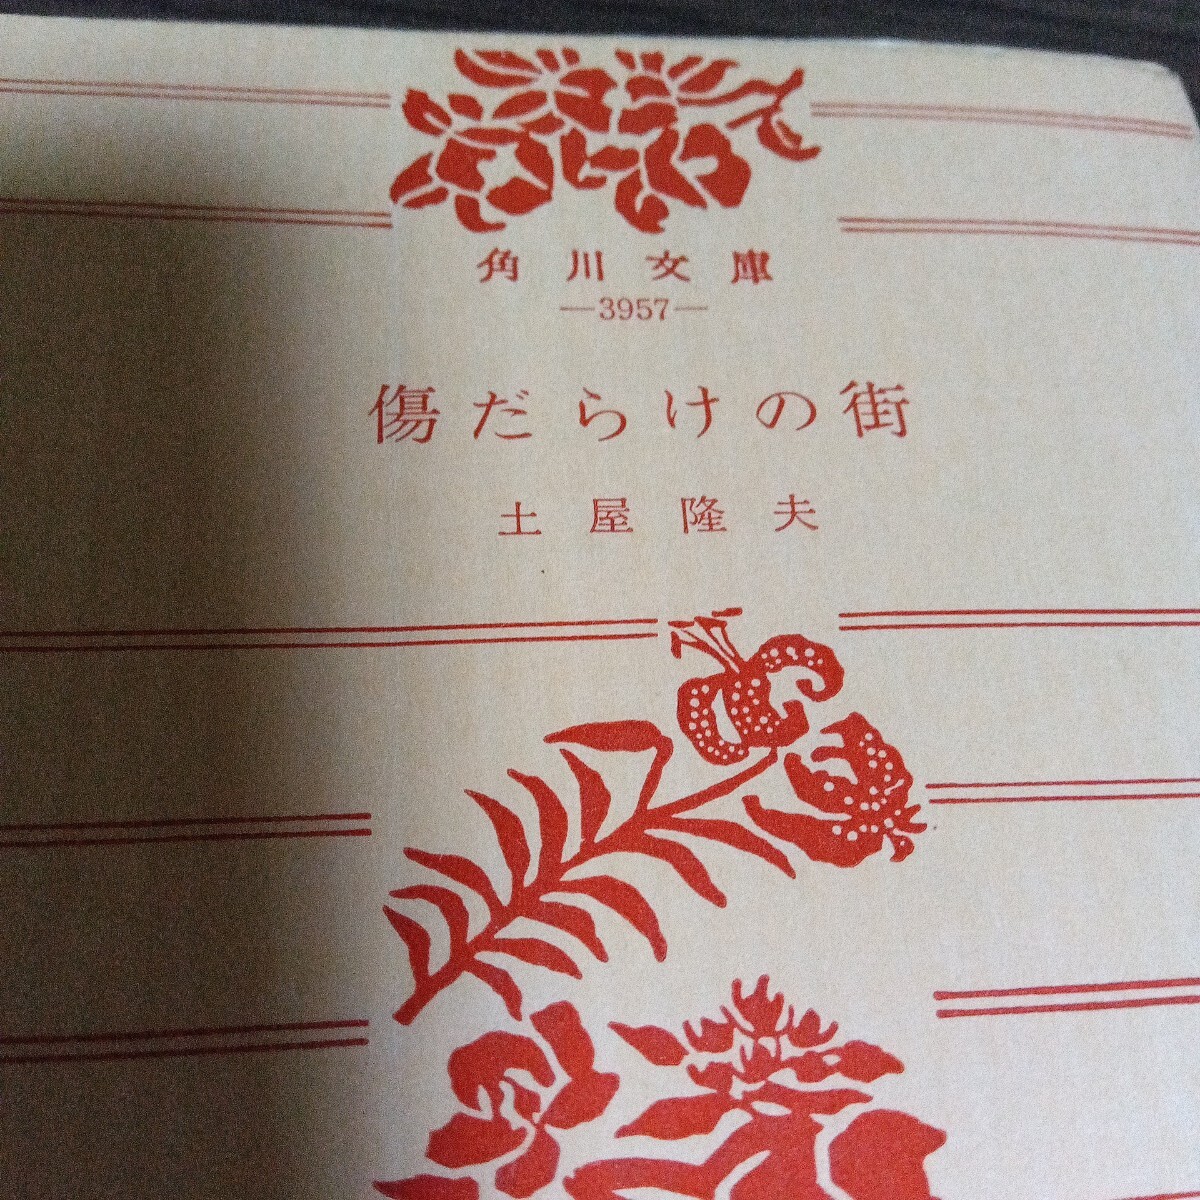 角川文庫
—3957—
傷だらけの街
土屋隆夫